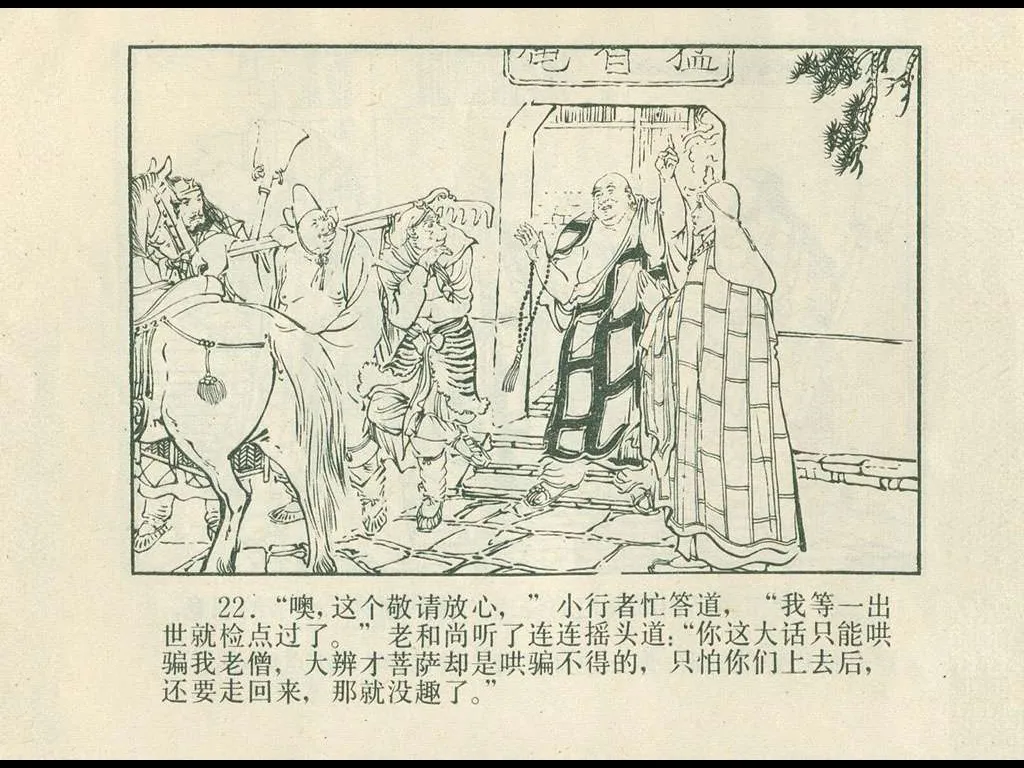 猛省庵
22．“噢，这个敬请放心，”小行者忙答道，“我等一出
世就检点过了。”老和尚听了连连摇头道：“你这大话只能哄
骗我老僧，大辨才菩萨却是哄骗不得的，只怕你们上去后，
还要走回来，那就没趣了。”